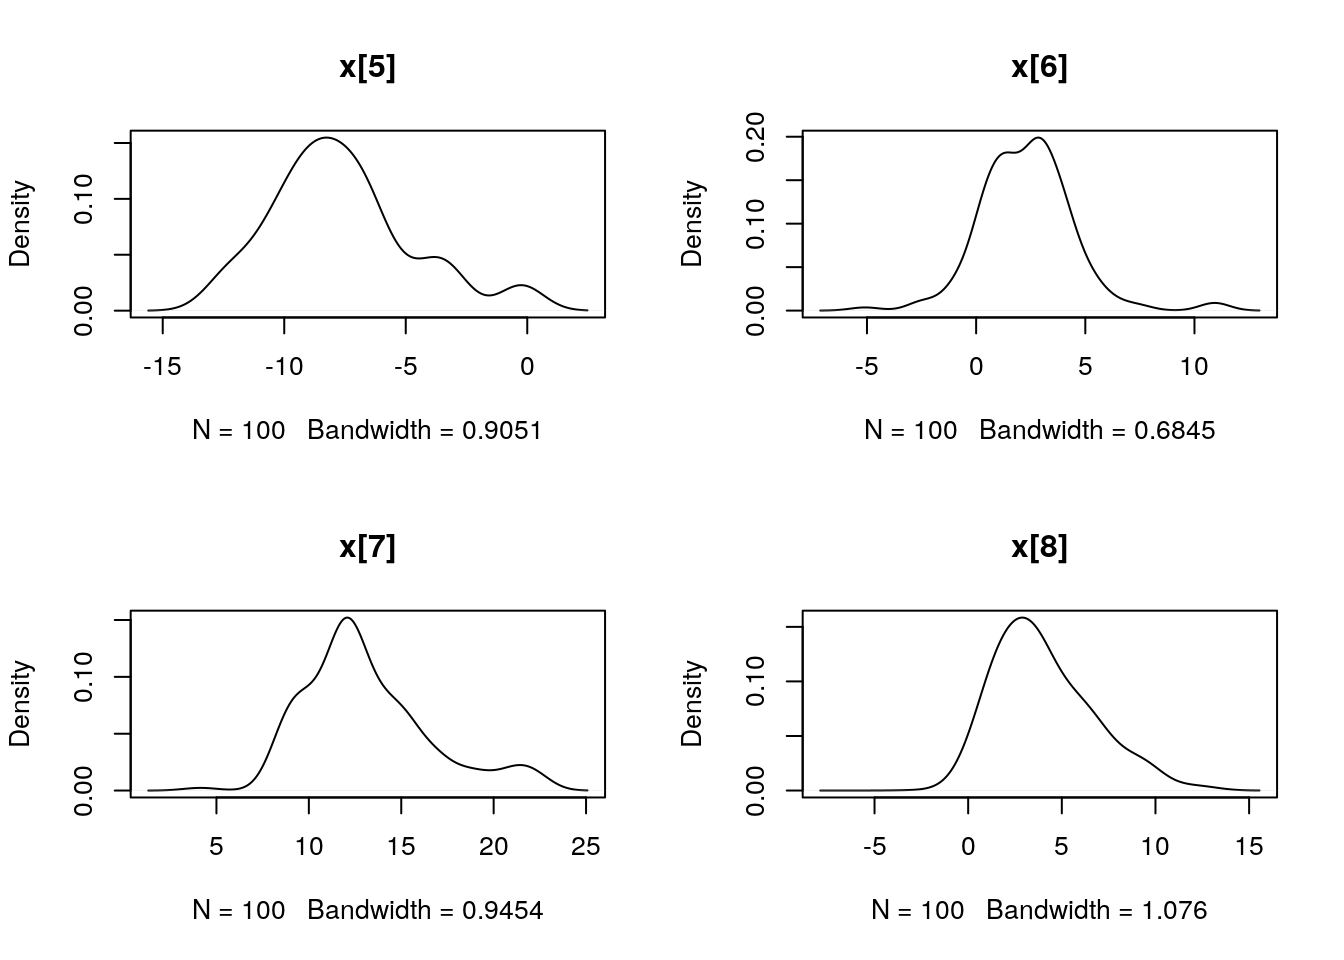 x[5]
Density
0.00 0.10
-15 -10 -5 0
N = 100 Bandwidth = 0.9051
x[6]
Density
0.00 0.10 0.20
-5 0 5 10
N = 100 Bandwidth = 0.6845
x[7]
Density
0.00 0.10
5 10 15 20 25
N = 100 Bandwidth = 0.9454
x[8]
Density
0.00 0.10
-5 0 5 10 15
N = 100 Bandwidth = 1.076